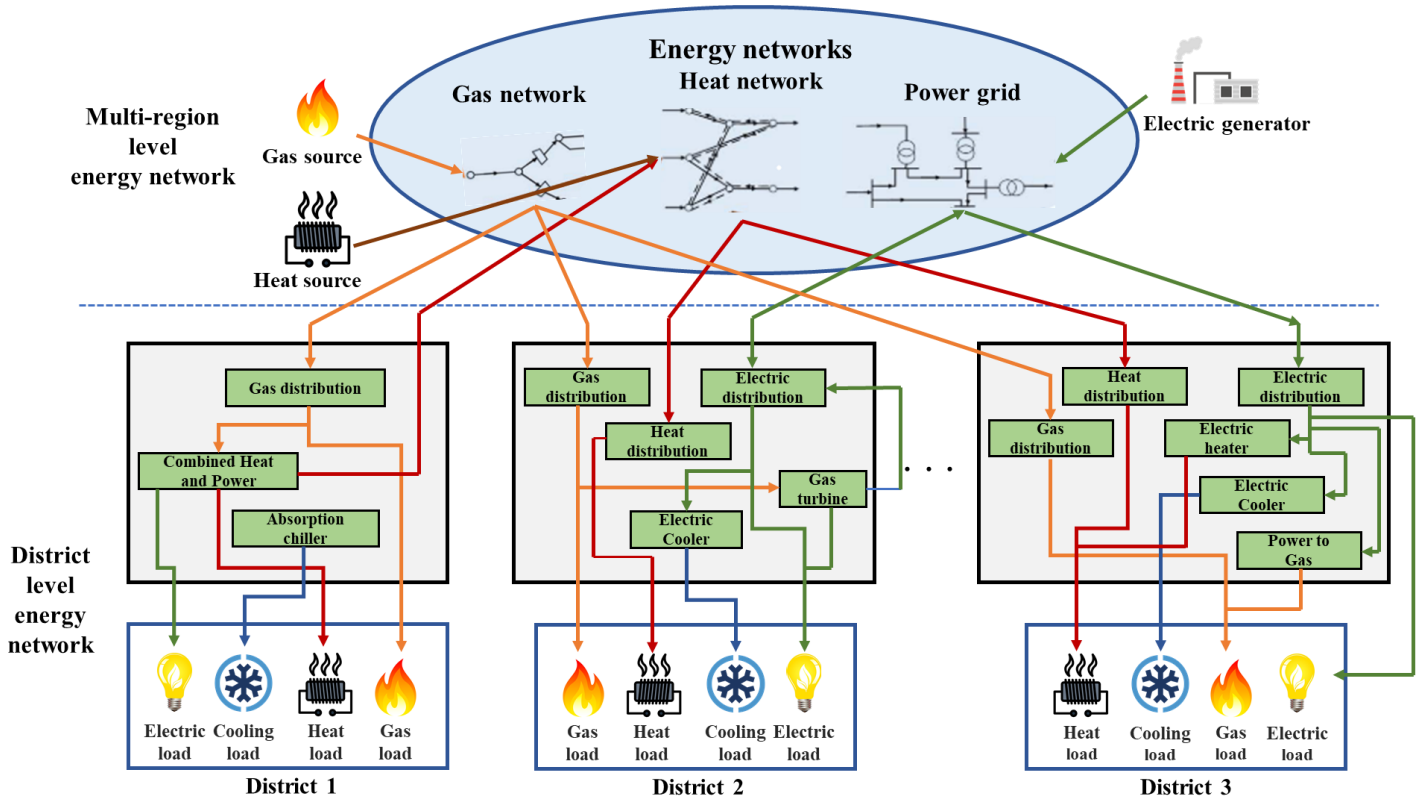 Energy networks
Heat network
Gas network
Power grid
Multi-region
level
energy network
Gas source
Electric generator
Heat source
District
level
energy
network
Gas distribution
Combined Heat
and Power
Absorption
chiller
Electric
load
Cooling
load
Heat
load
Gas
load
District 1
Gas
distribution
Electric
distribution
Heat
distribution
Gas
turbine
Electric
Cooler
Gas
load
Heat
load
Cooling
load
Electric
load
District 2
. . .
Heat
distribution
Electric
distribution
Gas
distribution
Electric
heater
Electric
Cooler
Power to
Gas
Heat
load
Cooling
load
Gas
load
Electric
load
District 3